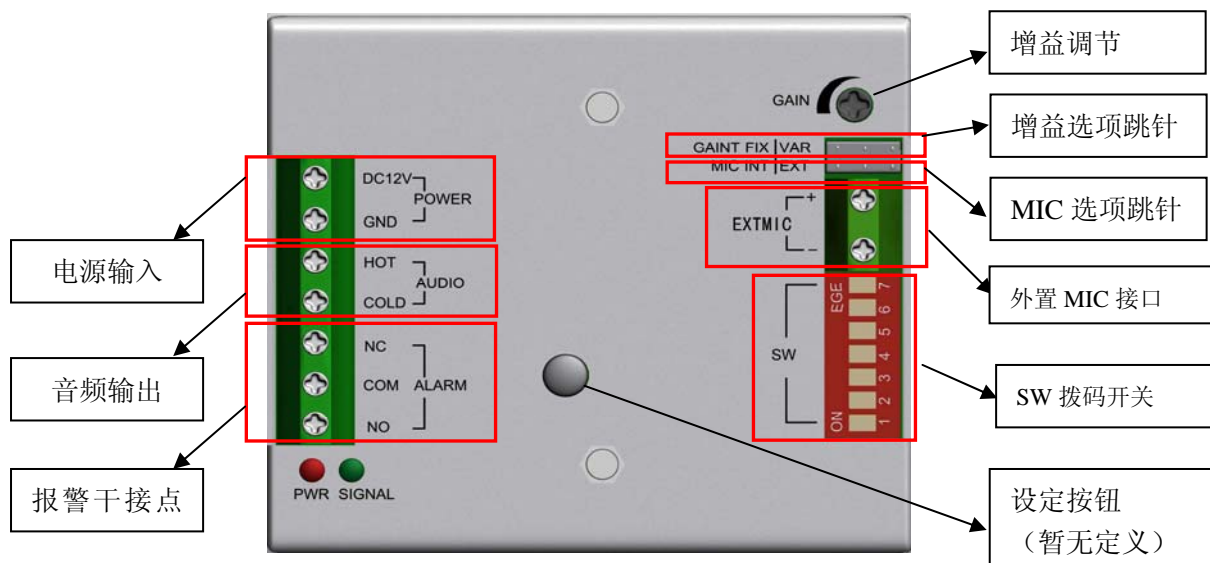 电源输入
音频输出
报警干接点
DC12V
POWER
GND
HOT
AUDIO
COLD
NC
COM ALARM
NO
PWR SIGNAL
GAIN
GAINT FIX | VAR
MIC INT | EXT
+
EXTMIC
−
SW
EGE
ON
7
6
5
4
3
2
1
增益调节
增益选项跳针
MIC 选项跳针
外置 MIC 接口
SW 拨码开关
设定按钮
（暂无定义）